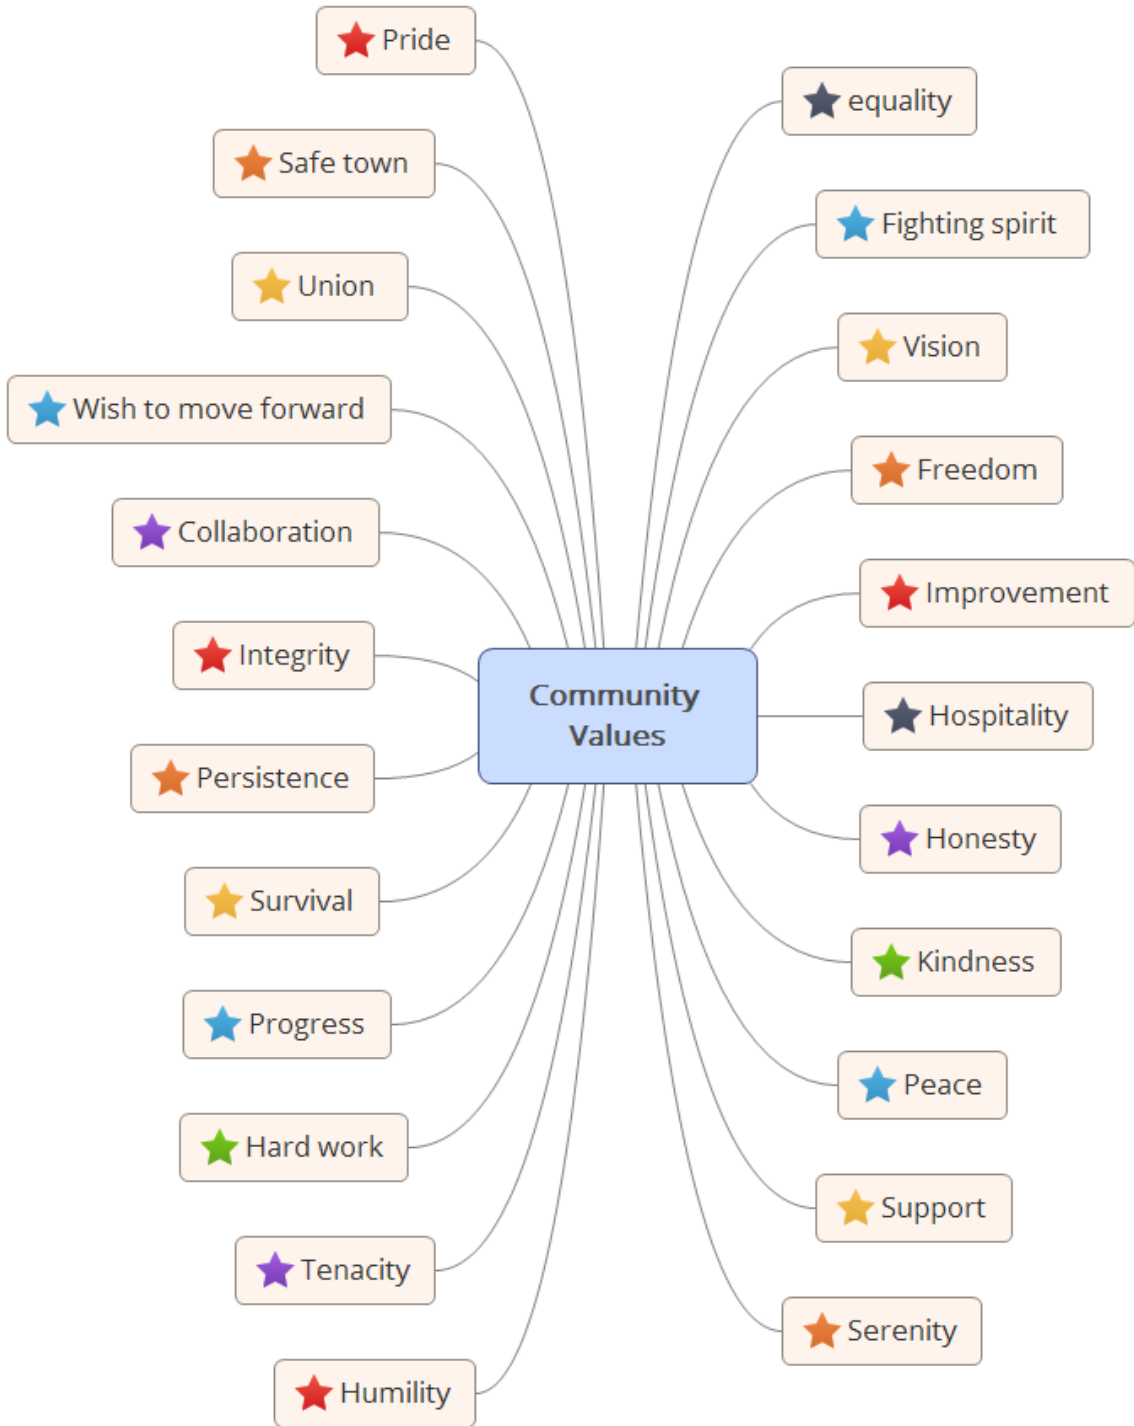 Pride
Safe town
Union
Wish to move forward
Collaboration
Integrity
Persistence
Survival
Progress
Hard work
Tenacity
Humility
Community
Values
equality
Fighting spirit
Vision
Freedom
Improvement
Hospitality
Honesty
Kindness
Peace
Support
Serenity